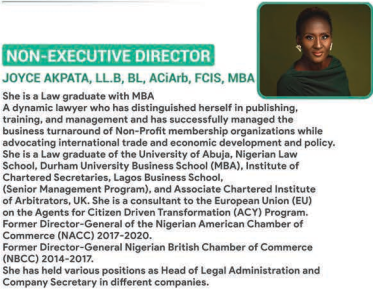 NON-EXECUTIVE DIRECTOR
JOYCE AKPATA, LL.B, BL, ACiArb, FCIS, MBA
She is a Law graduate with MBA
A dynamic lawyer who has distinguished herself in publishing,
training, and management and has successfully managed the
business turnaround of Non-Profit membership organizations while
advocating international trade and economic development and policy.
She is a Law graduate of the University of Abuja, Nigerian Law
School, Durham University Business School (MBA), Institute of
Chartered Secretaries, Lagos Business School,
(Senior Management Program), and Associate Chartered Institute
of Arbitrators, UK. She is a consultant to the European Union (EU)
on the Agents for Citizen Driven Transformation (ACY) Program.
Former Director-General of the Nigerian American Chamber of
Commerce (NACC) 2017-2020.
Former Director-General Nigerian British Chamber of Commerce
(NBCC) 2014-2017.
She has held various positions as Head of Legal Administration and
Company Secretary in different companies.